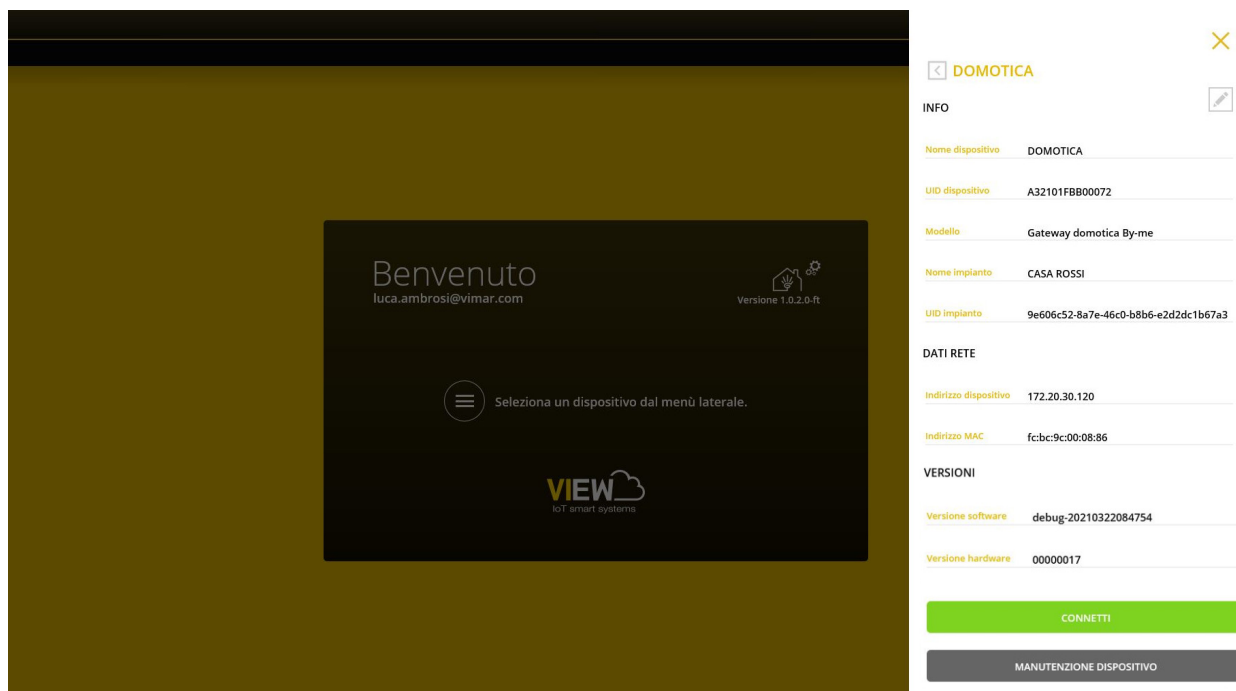 Benvenuto
luca.ambrosi@vimar.com
Versione 1.0.2.0-ft
Seleziona un dispositivo dal menù laterale.
VIEW
IoT smart systems
DOMOTICA
INFO
Nome dispositivo DOMOTICA
UID dispositivo A32101FBB00072
Modello Gateway domotica By-me
Nome impianto CASA ROSSI
UID impianto 9e606c52-8a7e-46c0-b8b6-e2d2dc1b67a3
DATI RETE
Indirizzo dispositivo 172.20.30.120
Indirizzo MAC fc:bc:9c:00:08:86
VERSIONI
Versione software debug-20210322084754
Versione hardware 00000017
CONNETTI
MANUTENZIONE DISPOSITIVO